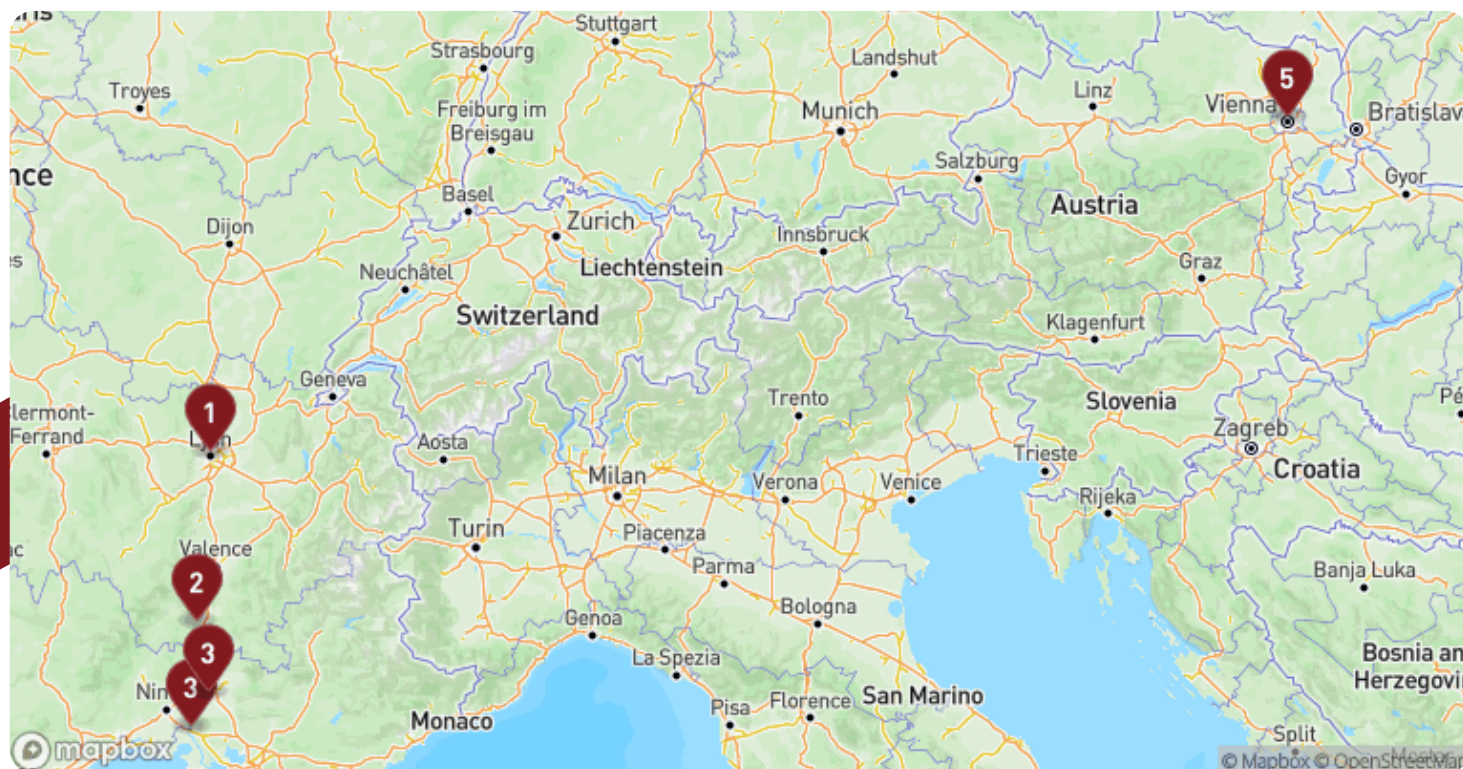 Stuttgart
Strasbourg
Landshut
Troyes
Linz
5
Freiburg im
Breisgau
Munich
Vienna
Bratislav
nce
Salzburg
Gyor
Basel
Austria
Dijon
Zurich
Innsbruck
Liechtenstein
Graz
Neuchâtel
Switzerland
Klagenfurt
Geneva
1
Trento
Slovenia
Clermont-
Ferrand
Zagreb
Aosta
Trieste
Croatia
Milan
Verona
Venice
Rijeka
Turin
Piacenza
Valence
Parma
Banja Luka
2
Bologna
Genoa
3
La Spezia
Bosnia an
Herzegovi
3
San Marino
Florence
Pisa
Monaco
Split
mapbox
© Mapbox © OpenStreetMap